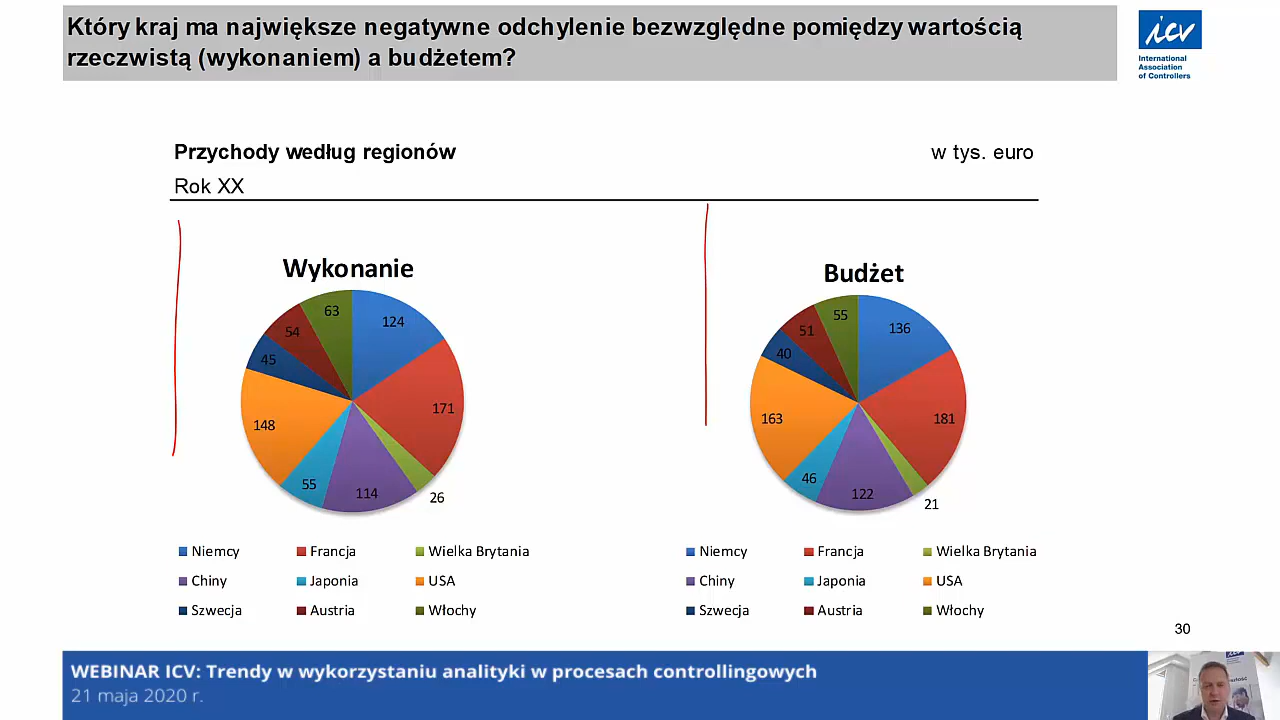 Który kraj ma największe negatywne odchylenie bezwzględne pomiędzy wartością
rzeczwistą (wykonaniem) a budżetem?
icv
International
Association
of Controllers
Przychody według regionów
w tys. euro
Rok XX
Wykonanie
63
124
54
45
171
148
55
114
26
Niemcy
Francja
Wielka Brytania
Chiny
Japonia
USA
Szwecja
Austria
Włochy
Budżet
55
136
51
40
163
181
46
122
21
Niemcy
Francja
Wielka Brytania
Chiny
Japonia
USA
Szwecja
Austria
Włochy
30
WEBINAR ICV: Trendy w wykorzystaniu analityki w procesach controllingowych
21 maja 2020 r.